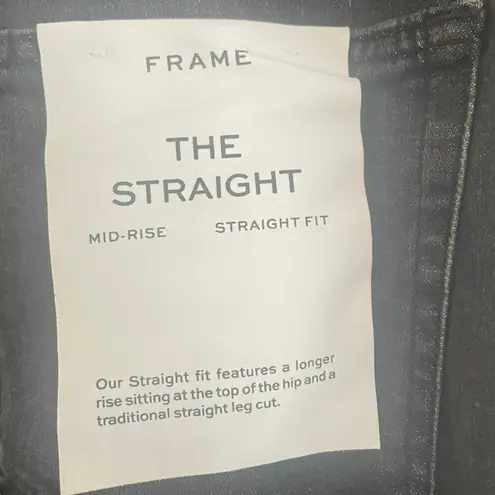 FRAME
THE
STRAIGHT
MID-RISE STRAIGHT FIT
Our Straight fit features a longer
rise sitting at the top of the hip and a
traditional straight leg cut.